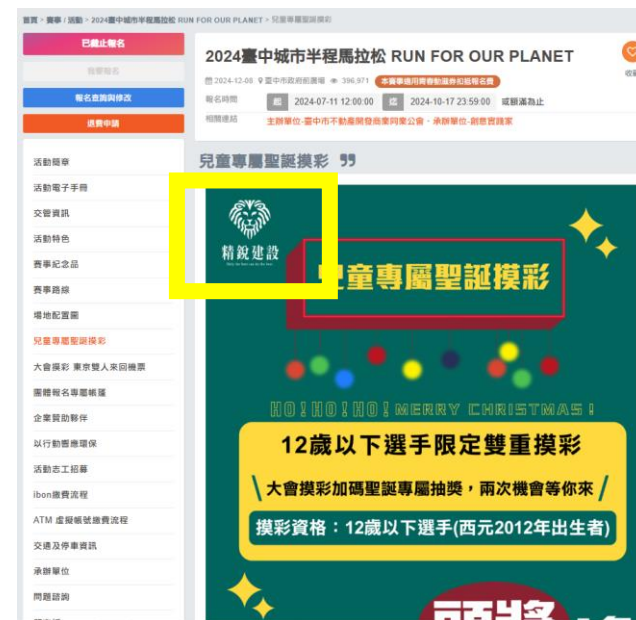 首頁 > 賽事 / 活動 > 2024臺中城市半程馬拉松 RUN FOR OUR PLANET > 兒童專屬聖誕摸彩
已截止報名
報名查詢與修改
退費申請
活動簡章
活動電子手冊
交管資訊
活動特色
賽事紀念品
賽事路線
場地配置圖
兒童專屬聖誕摸彩
大會摸彩 東京雙人來回機票
團體報名專屬帳篷
企業贊助夥伴
以行動響應環保
活動志工招募
ibon繳費流程
ATM 虛擬帳號繳費流程
交通及停車資訊
承辦單位
問題諮詢
2024臺中城市半程馬拉松 RUN FOR OUR PLANET
2024-12-08 臺中市政府前廣場 396,971 本賽事適用青春動滋券扣抵報名費
報名時間 起 2024-07-11 12:00:00 迄 2024-10-17 23:59:00 或額滿為止
相關連結 主辦單位-臺中市不動產開發商業同業公會、承辦單位-創意實踐家
兒童專屬聖誕摸彩
精銳建設
兒童專屬聖誕摸彩
HO!HO!HO! MERRY CHRISTMAS!
12歲以下選手限定雙重摸彩
\ 大會摸彩加碼聖誕專屬抽獎,兩次機會等你來 /
摸彩資格:12歲以下選手(西元2012年出生者)
頭獎